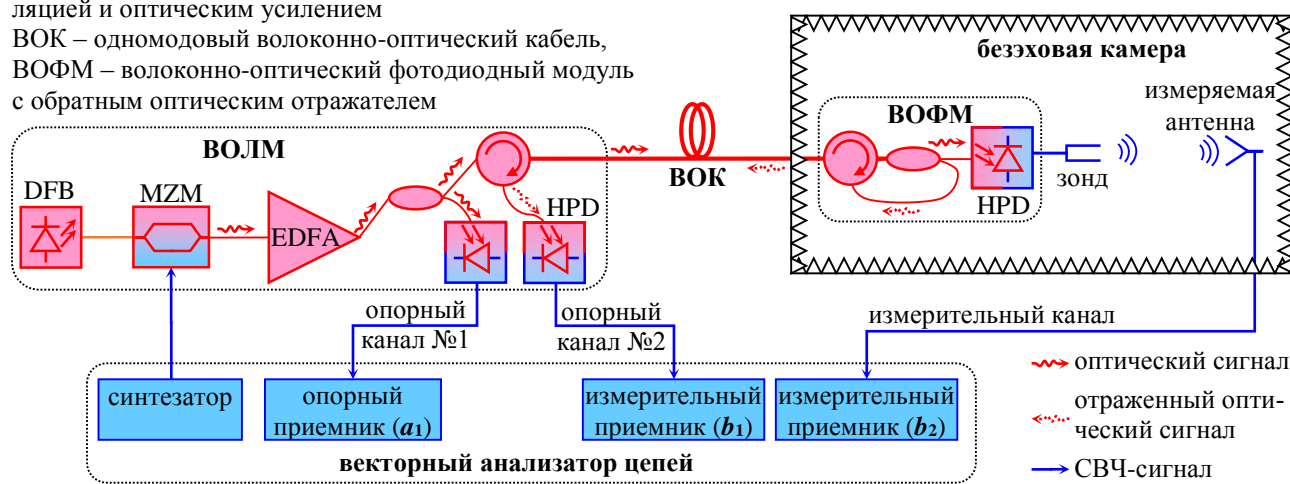 ляцией и оптическим усилением
ВОК – одномодовый волоконно-оптический кабель,
ВОФМ – волоконно-оптический фотодиодный модуль
с обратным оптическим отражателем
безэховая камера
измеряемая
антенна
ВОФМ
зонд
HPD
ВОЛМ
DFB
MZM
EDFA
HPD
ВОК
опорный
канал №1
опорный
канал №2
измерительный канал
синтезатор
опорный
приемник (a1)
измерительный
приемник (b1)
измерительный
приемник (b2)
векторный анализатор цепей
оптический сигнал
отраженный опти-
ческий сигнал
СВЧ-сигнал